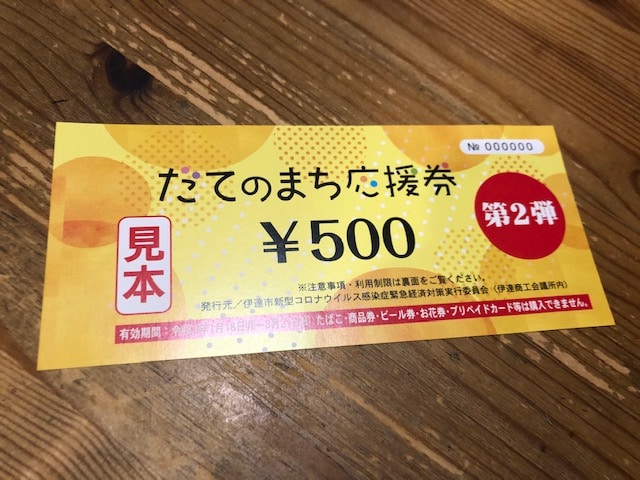 № 000000
だてのまち応援券
第2弾
¥500
見本
※注意事項・利用制限は裏面をご覧ください。
発行元/伊達市新型コロナウイルス感染症緊急経済対策実行委員会(伊達商工会議所内)
有効期間:令和 たばこ・商品券・ビール券・お花券・プリペイドカード等は購入できません。